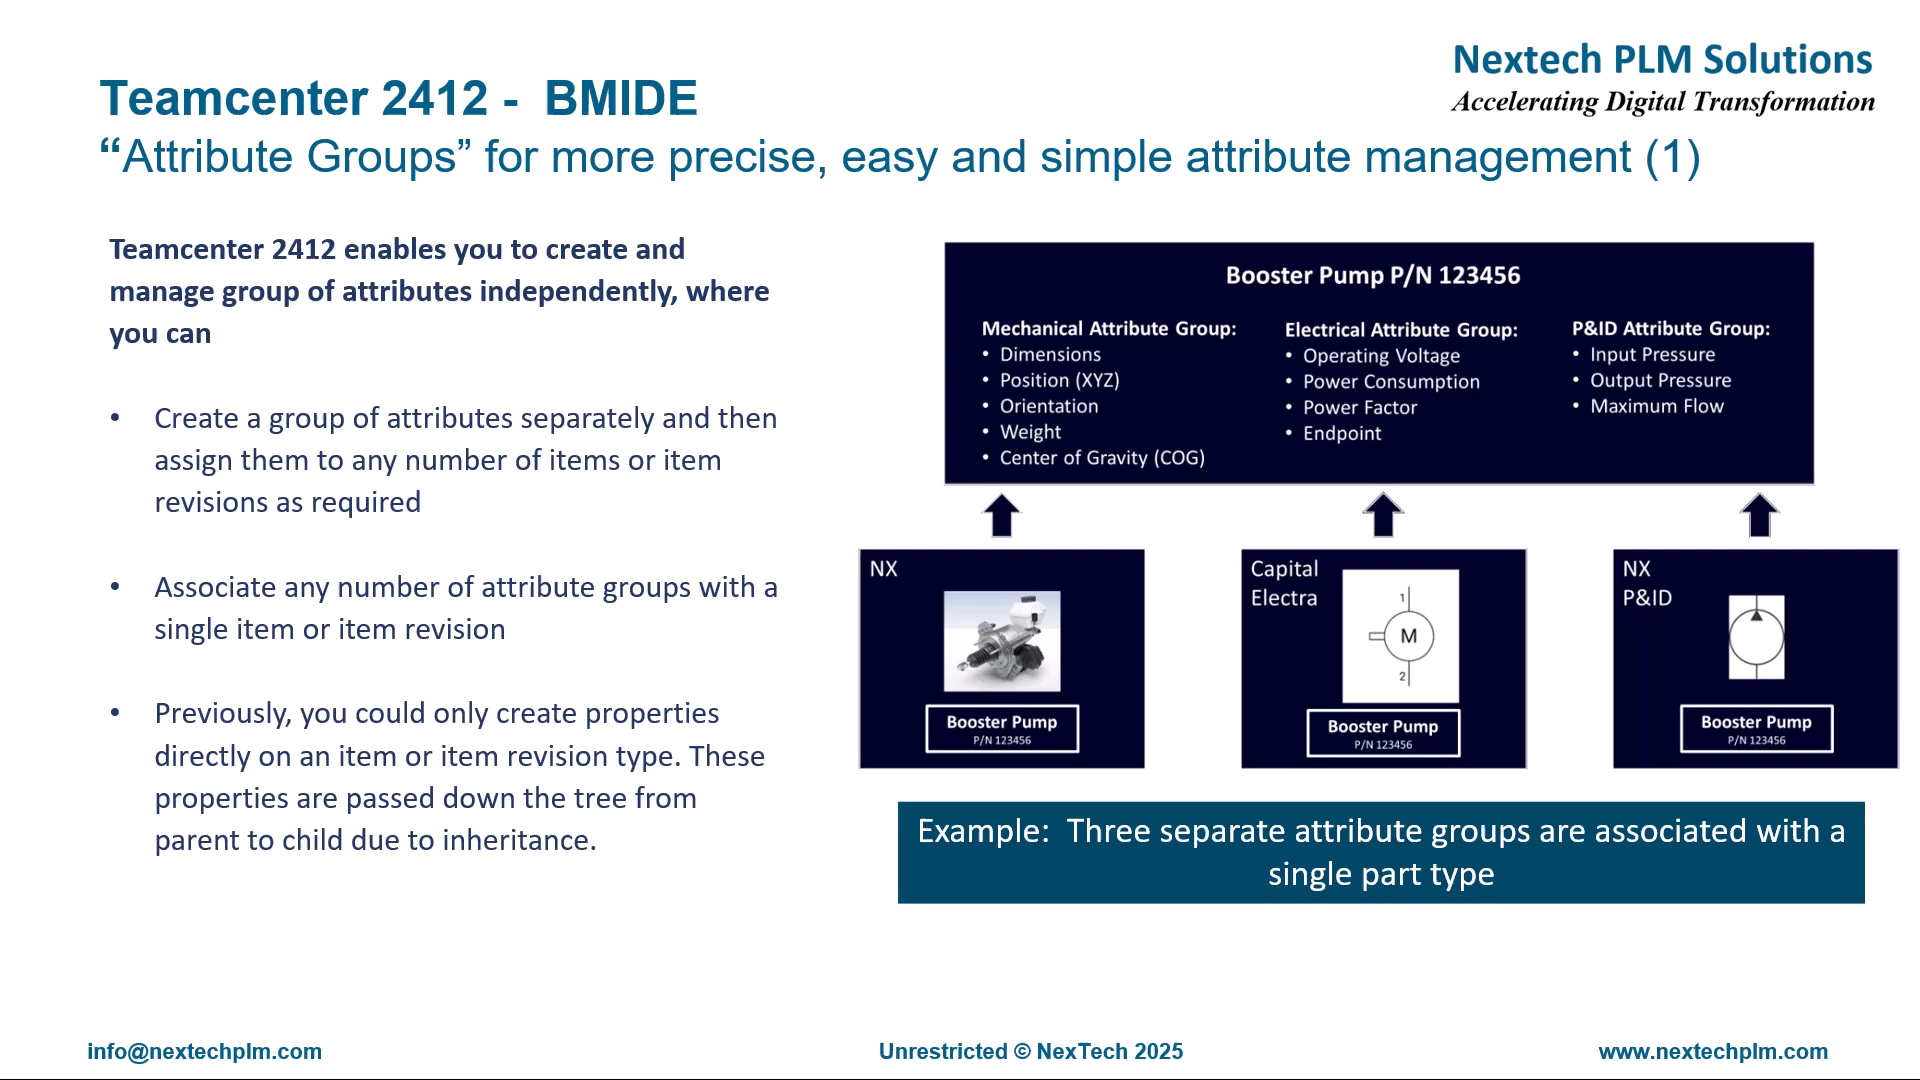 Nextech PLM Solutions
Accelerating Digital Transformation
Teamcenter 2412 -  BMIDE
“Attribute Groups” for more precise, easy and simple attribute management (1)
Teamcenter 2412 enables you to create and
manage group of attributes independently, where
you can
• Create a group of attributes separately and then
assign them to any number of items or item
revisions as required
• Associate any number of attribute groups with a
single item or item revision
• Previously, you could only create properties
directly on an item or item revision type. These
properties are passed down the tree from
parent to child due to inheritance.
Booster Pump P/N 123456
Mechanical Attribute Group:
• Dimensions
• Position (XYZ)
• Orientation
• Weight
• Center of Gravity (COG)
Electrical Attribute Group:
• Operating Voltage
• Power Consumption
• Power Factor
• Endpoint
P&ID Attribute Group:
• Input Pressure
• Output Pressure
• Maximum Flow
NX
Booster Pump
P/N 123456
Capital
Electra
1
M
2
Booster Pump
P/N 123456
NX
P&ID
Booster Pump
P/N 123456
Example:  Three separate attribute groups are associated with a
single part type
info@nextechplm.com
Unrestricted © NexTech 2025
www.nextechplm.com